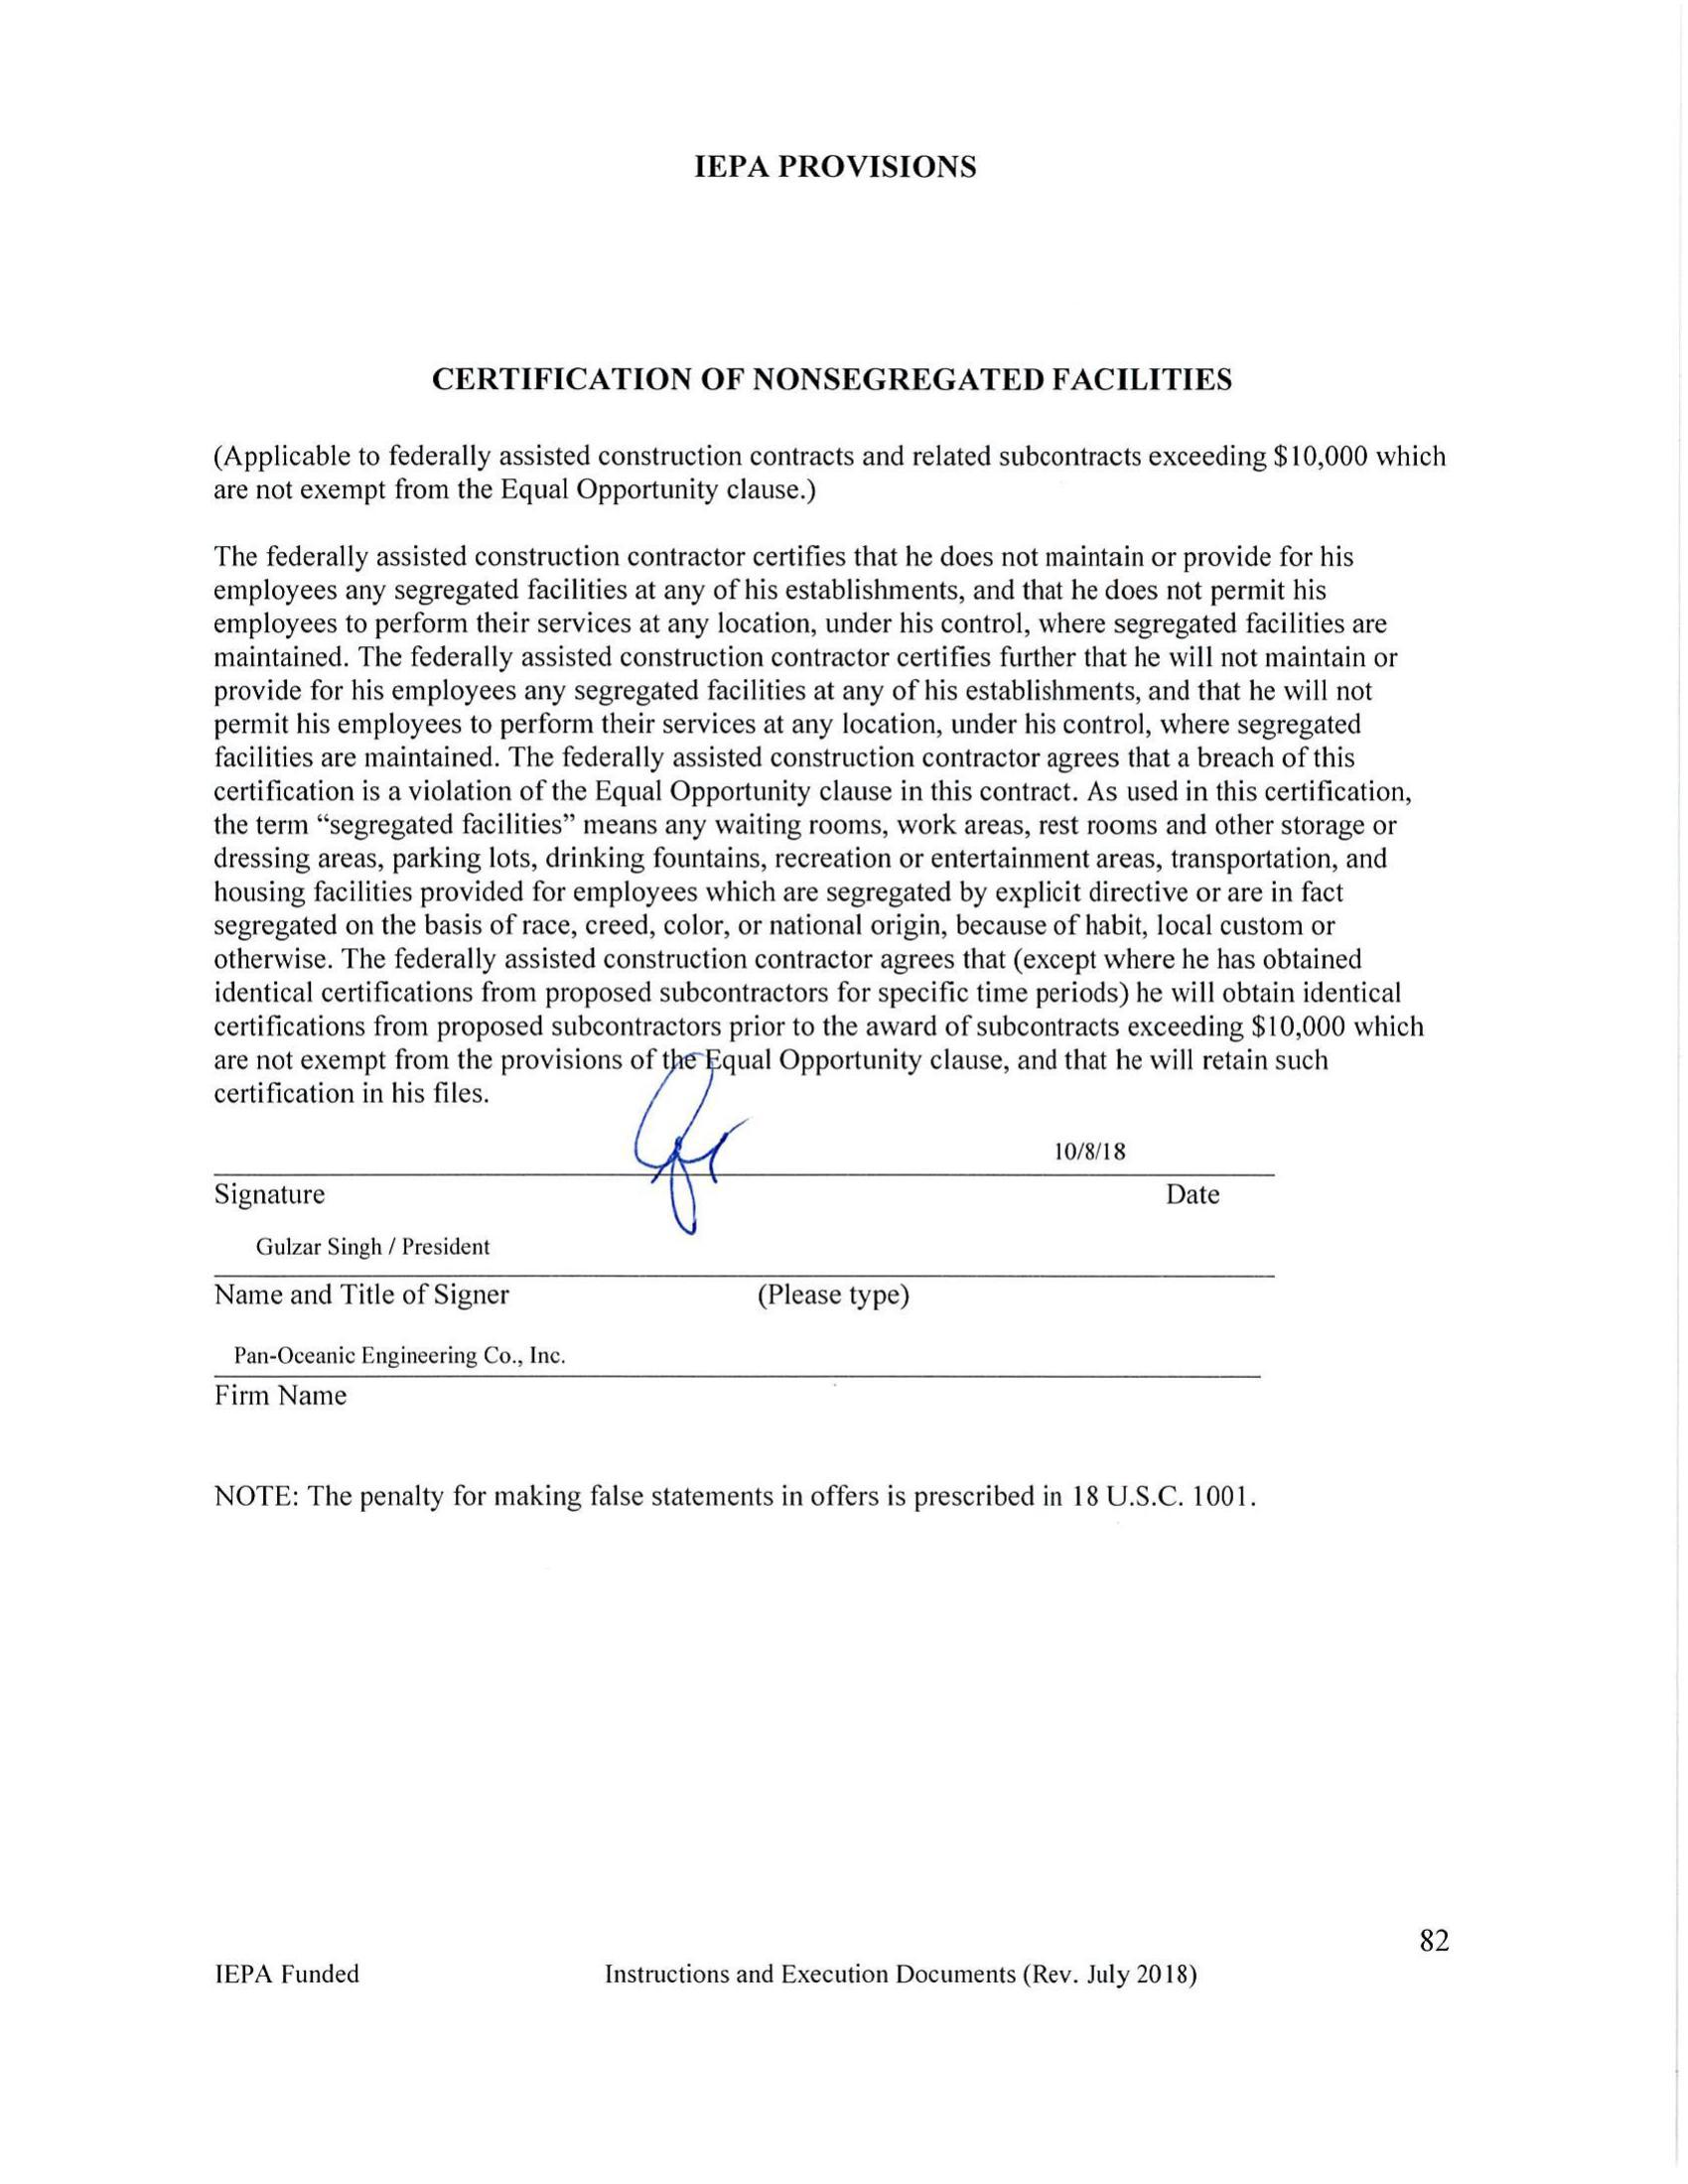 IEPA PROVISIONS
CERTIFICATION OF NONSEGREGATED FACILITIES
(Applicable to federally assisted construction contracts and related subcontracts exceeding $10,000 which
are not exempt from the Equal Opportunity clause.)
The federally assisted construction contractor certifies that he does not maintain or provide for his
employees any segregated facilities at any of his establishments, and that he does not permit his
employees to perform their services at any location, under his control, where segregated facilities are
maintained. The federally assisted construction contractor certifies further that he will not maintain or
provide for his employees any segregated facilities at any of his establishments, and that he will not
permit his employees to perform their services at any location, under his control, where segregated
facilities are maintained. The federally assisted construction contractor agrees that a breach of this
certification is a violation of the Equal Opportunity clause in this contract. As used in this certification,
the term “segregated facilities” means any waiting rooms, work areas, rest rooms and other storage or
dressing areas, parking lots, drinking fountains, recreation or entertainment areas, transportation, and
housing facilities provided for employees which are segregated by explicit directive or are in fact
segregated on the basis of race, creed, color, or national origin, because of habit, local custom or
otherwise. The federally assisted construction contractor agrees that (except where he has obtained
identical certifications from proposed subcontractors for specific time periods) he will obtain identical
certifications from proposed subcontractors prior to the award of subcontracts exceeding $10,000 which
are not exempt from the provisions of the Equal Opportunity clause, and that he will retain such
certification in his files.
10/8/18
Signature Date
Gulzar Singh / President
Name and Title of Signer (Please type)
Pan-Oceanic Engineering Co., Inc.
Firm Name
NOTE: The penalty for making false statements in offers is prescribed in 18 U.S.C. 1001.
82
IEPA Funded Instructions and Execution Documents (Rev. July 2018)